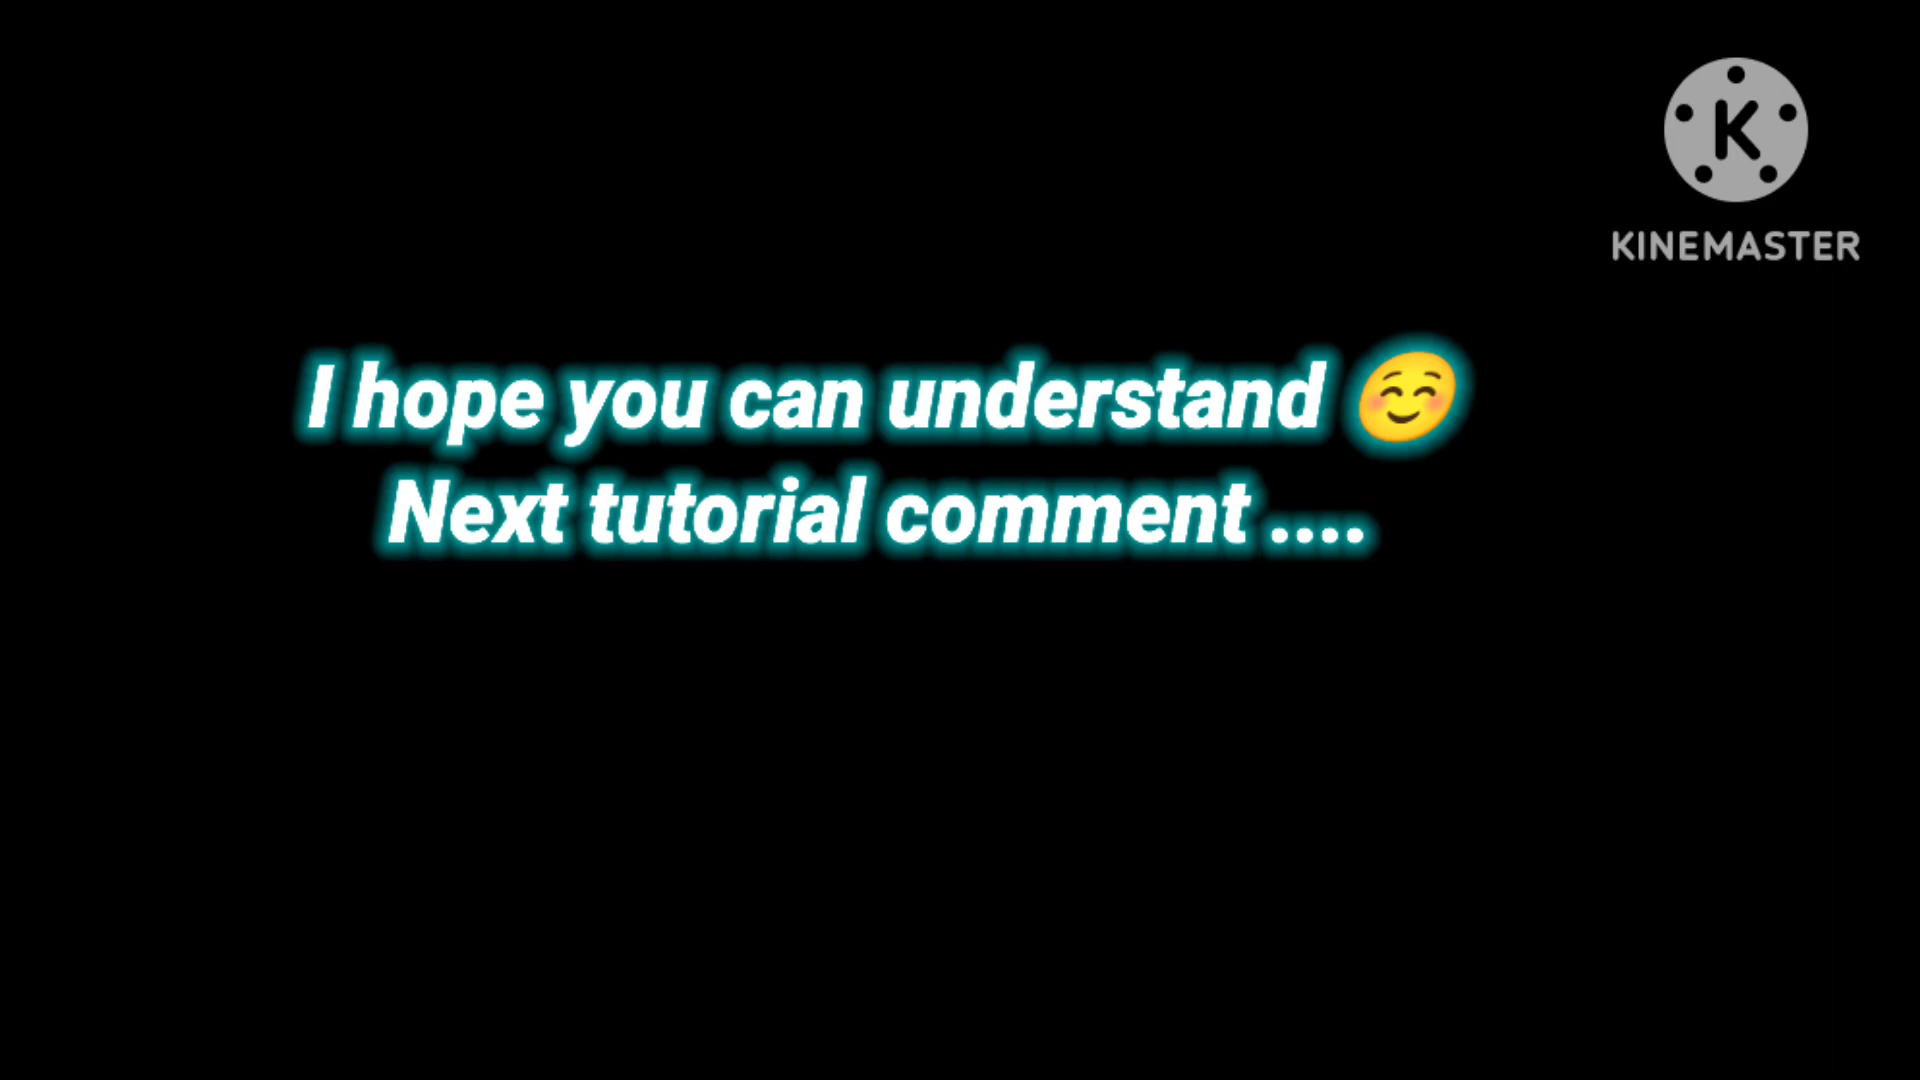 K
KINEMASTER
I hope you can understand ☺️
Next tutorial comment ....